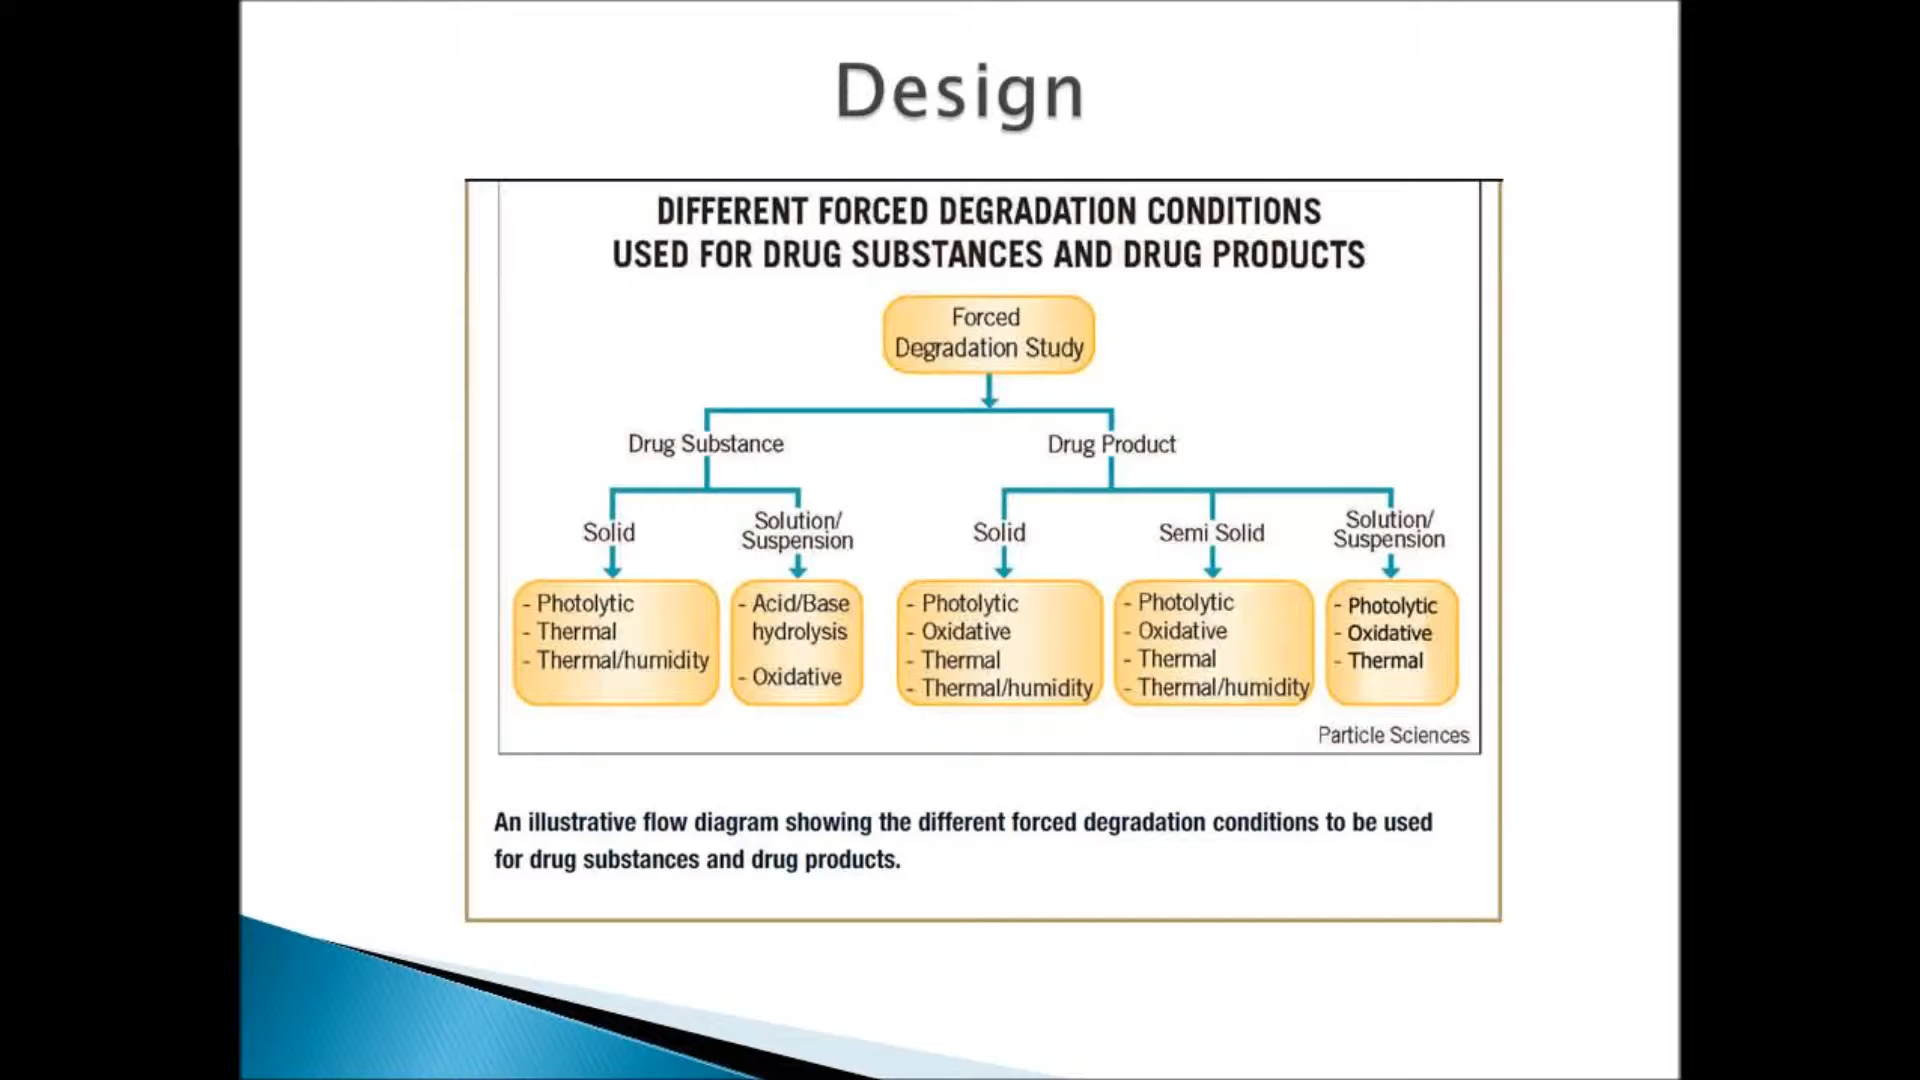 Design
DIFFERENT FORCED DEGRADATION CONDITIONS
USED FOR DRUG SUBSTANCES AND DRUG PRODUCTS
Forced
Degradation Study
Drug Substance
Drug Product
Solid
Solution/
Suspension
Solid
Semi Solid
Solution/
Suspension
- Photolytic
- Thermal
- Thermal/humidity
- Acid/Base
hydrolysis
- Oxidative
- Photolytic
- Oxidative
- Thermal
- Thermal/humidity
- Photolytic
- Oxidative
- Thermal
- Thermal/humidity
- Photolytic
- Oxidative
- Thermal
Particle Sciences
An illustrative flow diagram showing the different forced degradation conditions to be used
for drug substances and drug products.